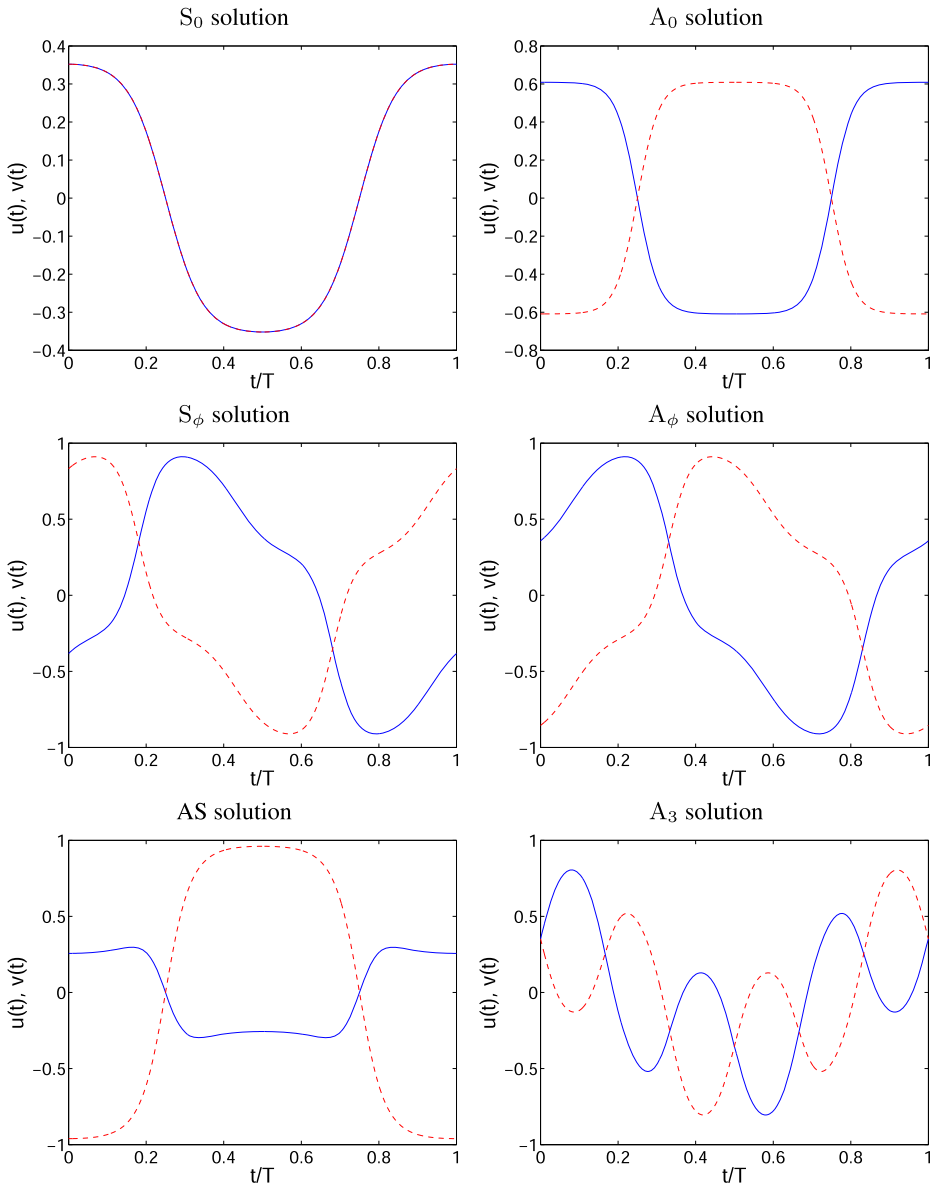 S₀ solution
0.4
0.3
0.2
0.1
0
−0.1
−0.2
−0.3
−0.4
u(t), v(t)
0 0.2 0.4 0.6 0.8 1
t/T
A₀ solution
0.8
0.6
0.4
0.2
0
−0.2
−0.4
−0.6
−0.8
u(t), v(t)
0 0.2 0.4 0.6 0.8 1
t/T
S_ϕ solution
1
0.5
0
−0.5
−1
u(t), v(t)
0 0.2 0.4 0.6 0.8 1
t/T
A_ϕ solution
1
0.5
0
−0.5
−1
u(t), v(t)
0 0.2 0.4 0.6 0.8 1
t/T
AS solution
1
0.5
0
−0.5
−1
u(t), v(t)
0 0.2 0.4 0.6 0.8 1
t/T
A₃ solution
1
0.5
0
−0.5
−1
u(t), v(t)
0 0.2 0.4 0.6 0.8 1
t/T